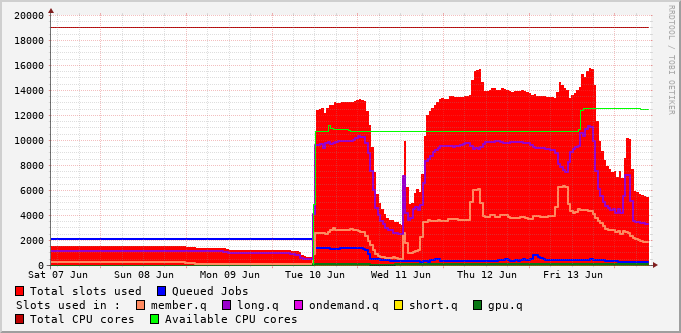 20000
18000
16000
14000
12000
10000
8000
6000
4000
2000
0
Sat 07 Jun Sun 08 Jun Mon 09 Jun Tue 10 Jun Wed 11 Jun Thu 12 Jun Fri 13 Jun
Total slots used Queued Jobs
Slots used in : member.q long.q ondemand.q short.q gpu.q
Total CPU cores Available CPU cores
RRDTOOL / TOBI OETIKER